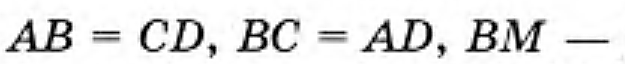 AB = CD, BC = AD, BM —